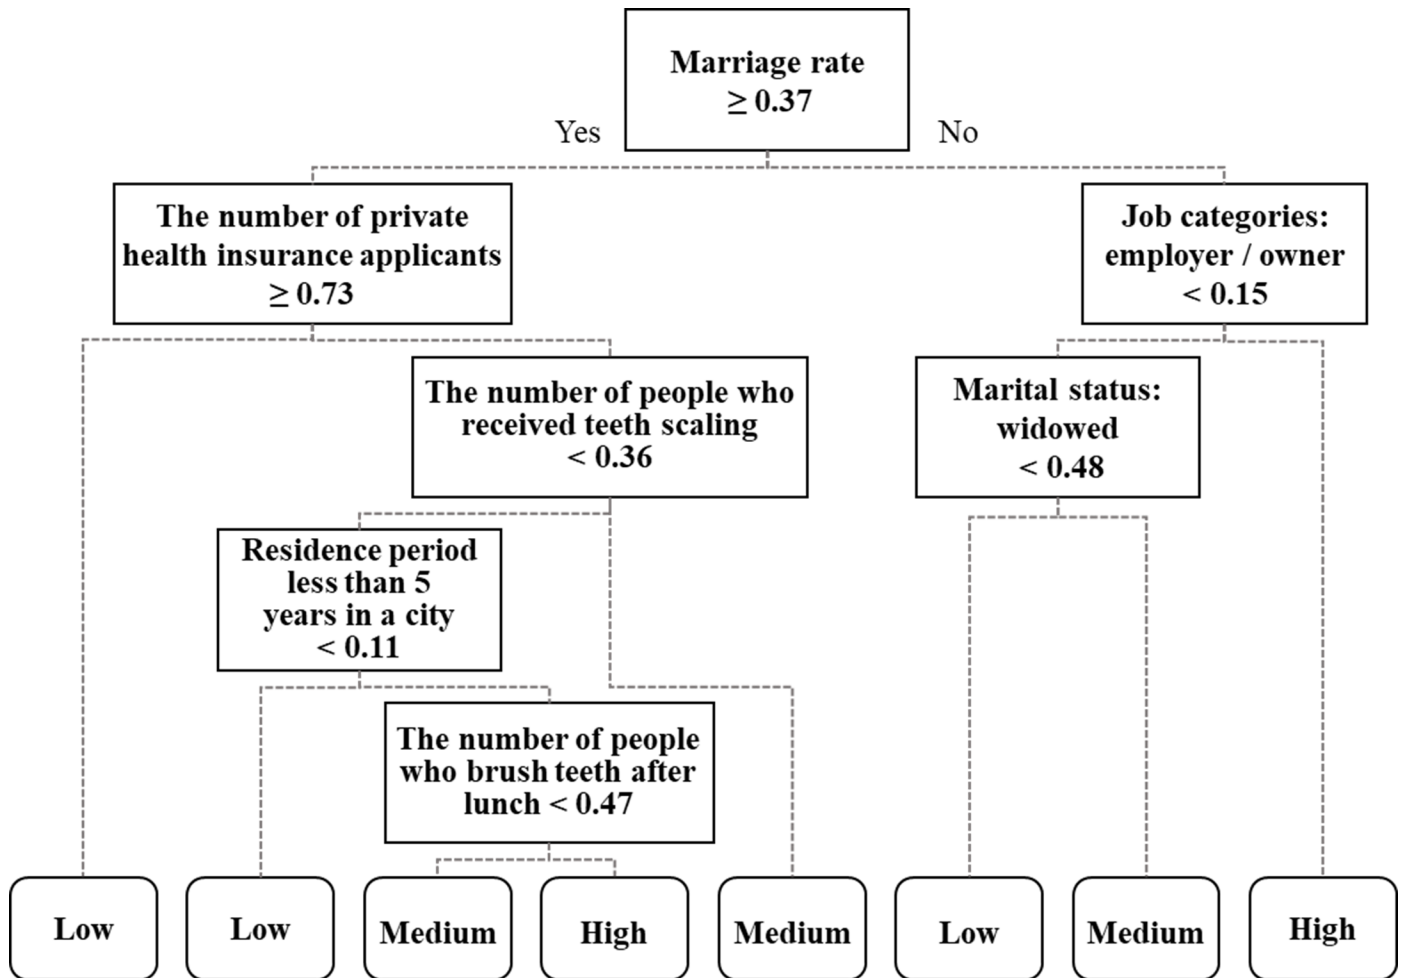 Marriage rate
≥ 0.37
Yes
No
The number of private
health insurance applicants
≥ 0.73
Job categories:
employer / owner
< 0.15
The number of people who
received teeth scaling
< 0.36
Marital status:
widowed
< 0.48
Residence period
less than 5
years in a city
< 0.11
The number of people
who brush teeth after
lunch < 0.47
Low
Low
Medium
High
Medium
Low
Medium
High